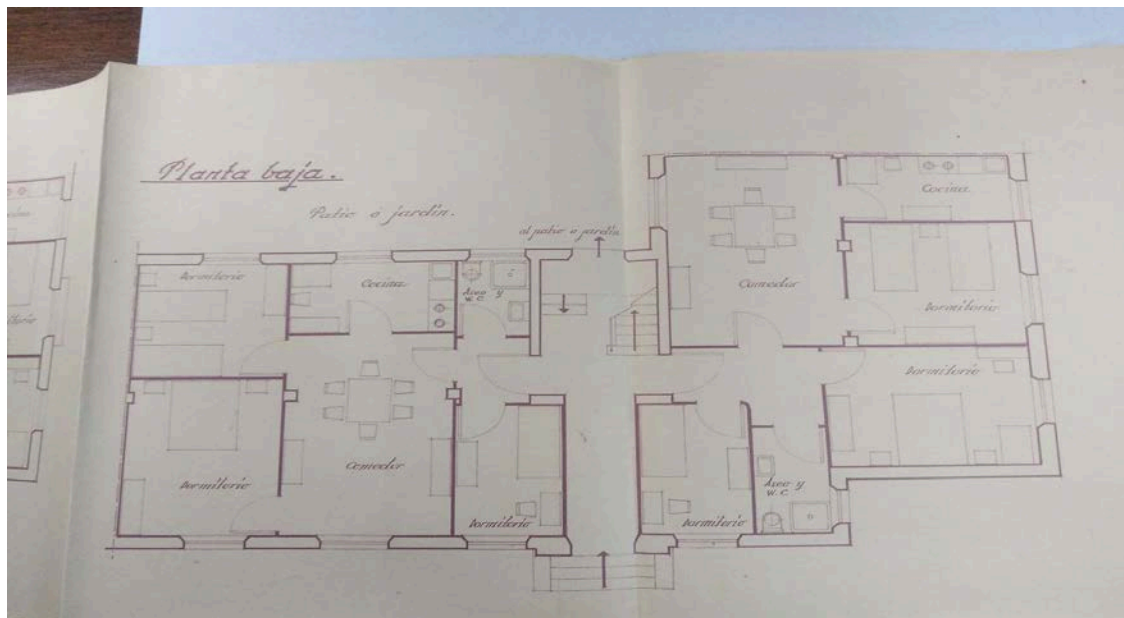 Planta baja.
Patio ó jardín.
al patio ó jardín
Cocina
Dormitorio
Cocina
Aseo y
W.C.
Comedor
Dormitorio
Dormitorio
Comedor
Dormitorio
Dormitorio
Aseo y
W.C.
Dormitorio